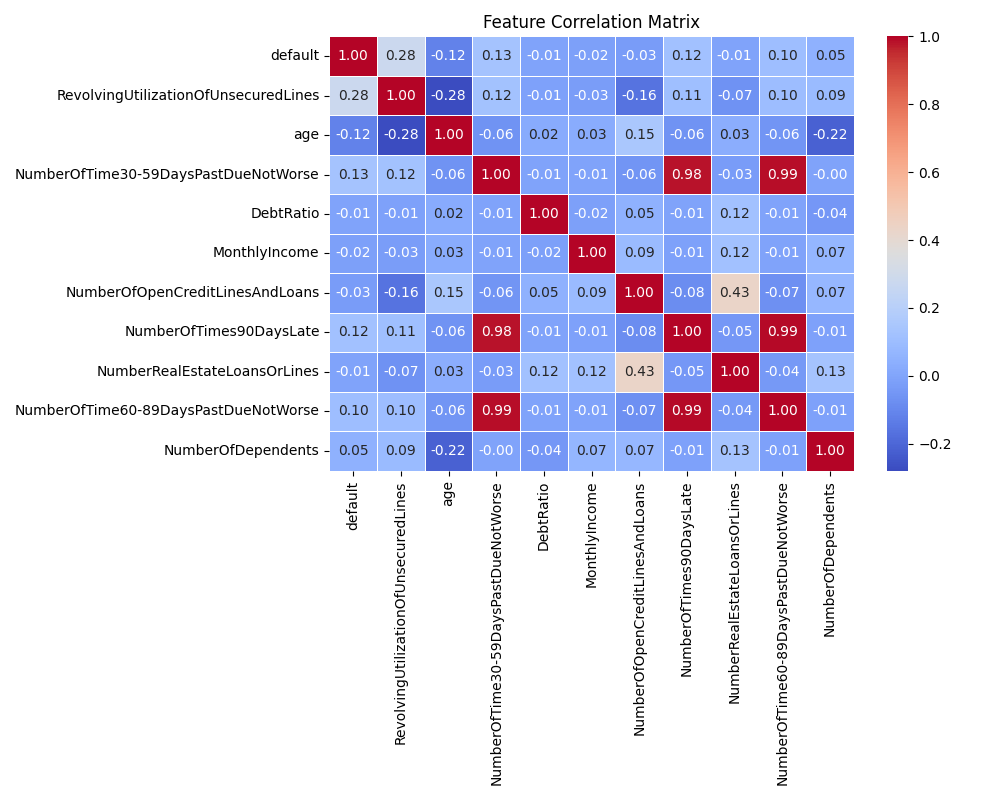 Feature Correlation Matrix
default 1.00 0.28 -0.12 0.13 -0.01 -0.02 -0.03 0.12 -0.01 0.10 0.05
RevolvingUtilizationOfUnsecuredLines 0.28 1.00 -0.28 0.12 -0.01 -0.03 -0.16 0.11 -0.07 0.10 0.09
age -0.12 -0.28 1.00 -0.06 0.02 0.03 0.15 -0.06 0.03 -0.06 -0.22
NumberOfTime30-59DaysPastDueNotWorse 0.13 0.12 -0.06 1.00 -0.01 -0.01 -0.06 0.98 -0.03 0.99 -0.00
DebtRatio -0.01 -0.01 0.02 -0.01 1.00 -0.02 0.05 -0.01 0.12 -0.01 -0.04
MonthlyIncome -0.02 -0.03 0.03 -0.01 -0.02 1.00 0.09 -0.01 0.12 -0.01 0.07
NumberOfOpenCreditLinesAndLoans -0.03 -0.16 0.15 -0.06 0.05 0.09 1.00 -0.08 0.43 -0.07 0.07
NumberOfTimes90DaysLate 0.12 0.11 -0.06 0.98 -0.01 -0.01 -0.08 1.00 -0.05 0.99 -0.01
NumberRealEstateLoansOrLines -0.01 -0.07 0.03 -0.03 0.12 0.12 0.43 -0.05 1.00 -0.04 0.13
NumberOfTime60-89DaysPastDueNotWorse 0.10 0.10 -0.06 0.99 -0.01 -0.01 -0.07 0.99 -0.04 1.00 -0.01
NumberOfDependents 0.05 0.09 -0.22 -0.00 -0.04 0.07 0.07 -0.01 0.13 -0.01 1.00
default
RevolvingUtilizationOfUnsecuredLines
age
NumberOfTime30-59DaysPastDueNotWorse
DebtRatio
MonthlyIncome
NumberOfOpenCreditLinesAndLoans
NumberOfTimes90DaysLate
NumberRealEstateLoansOrLines
NumberOfTime60-89DaysPastDueNotWorse
NumberOfDependents
1.0
0.8
0.6
0.4
0.2
0.0
−0.2